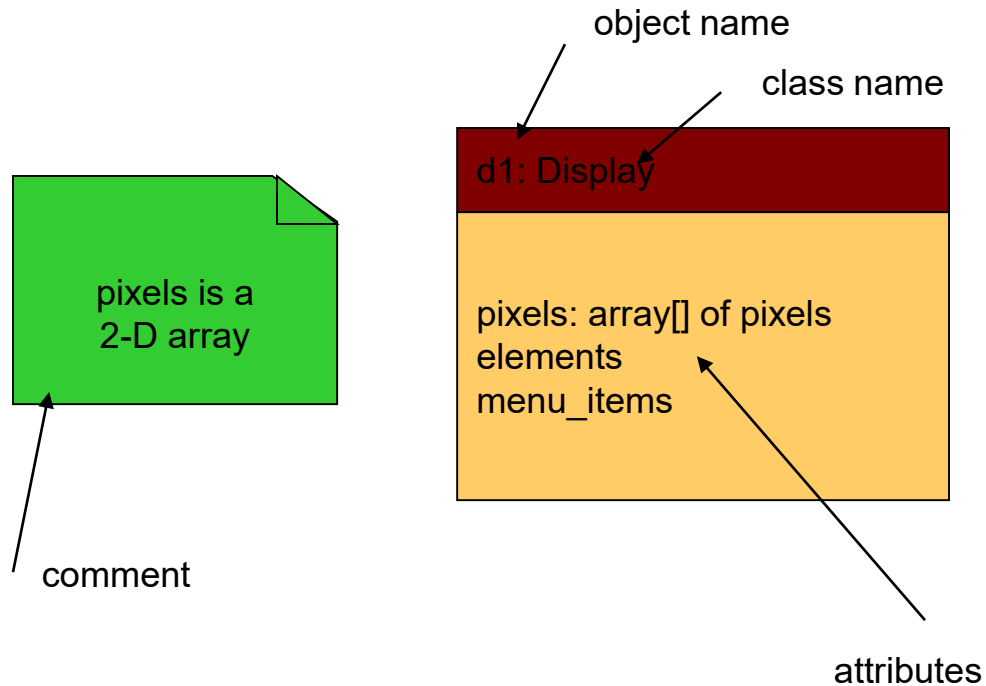 object name
class name
d1: Display
pixels is a
2-D array
pixels: array[] of pixels
elements
menu_items
comment
attributes